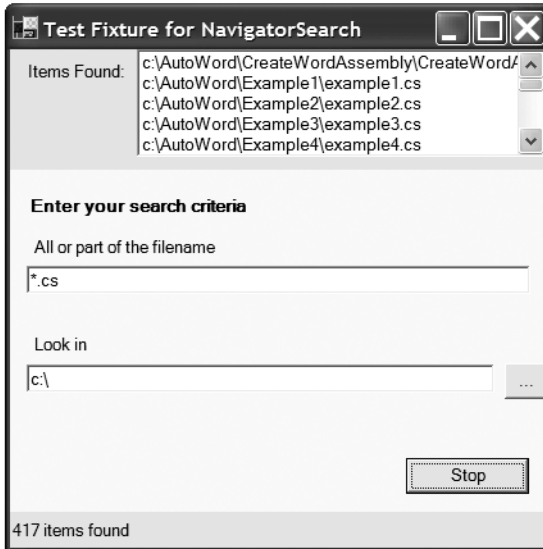 Test Fixture for NavigatorSearch
Items Found:
c:\AutoWord\CreateWordAssembly\CreateWordA
c:\AutoWord\Example1\example1.cs
c:\AutoWord\Example2\example2.cs
c:\AutoWord\Example3\example3.cs
c:\AutoWord\Example4\example4.cs
Enter your search criteria
All or part of the filename
*.cs
Look in
c:\
...
Stop
417 items found